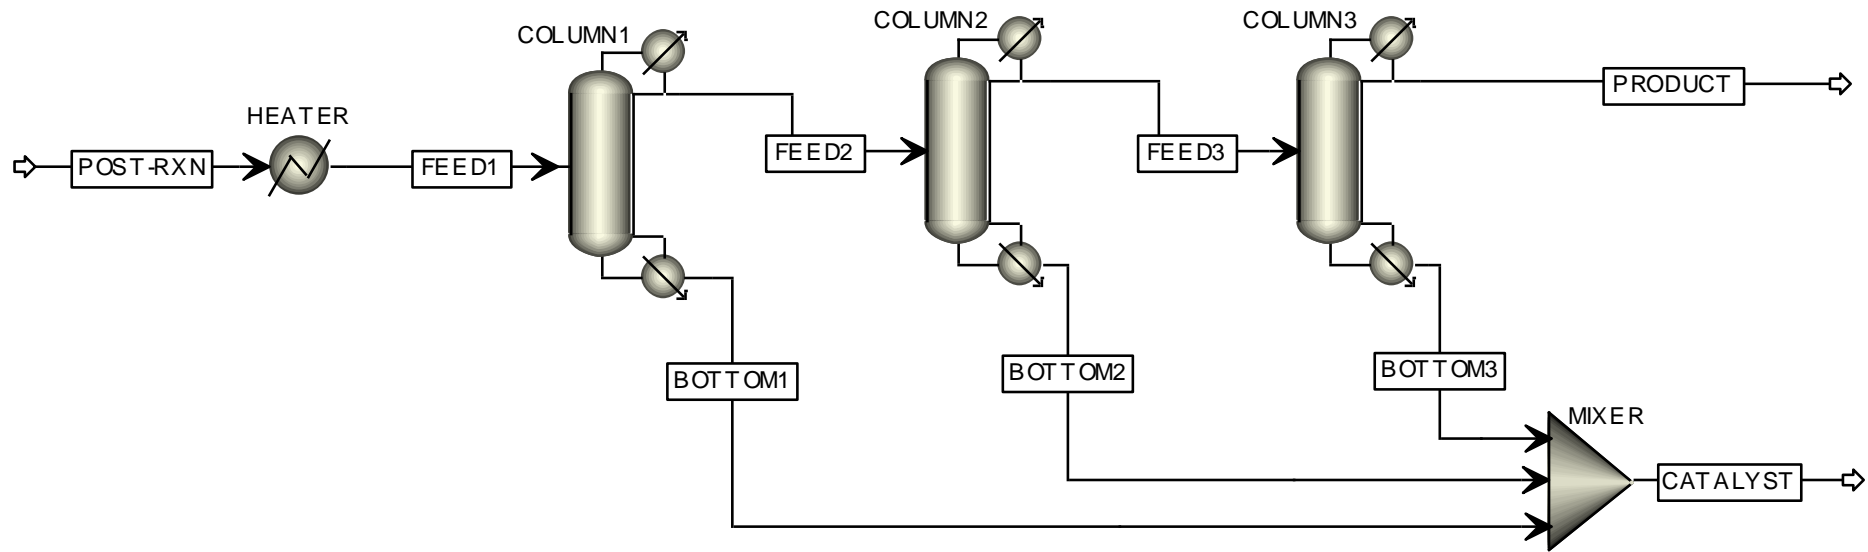 COLUMN1
COLUMN2
COLUMN3
HEATER
POST-RXN
FEED1
FEED2
FEED3
PRODUCT
BOTTOM1
BOTTOM2
BOTTOM3
MIXER
CATALYST